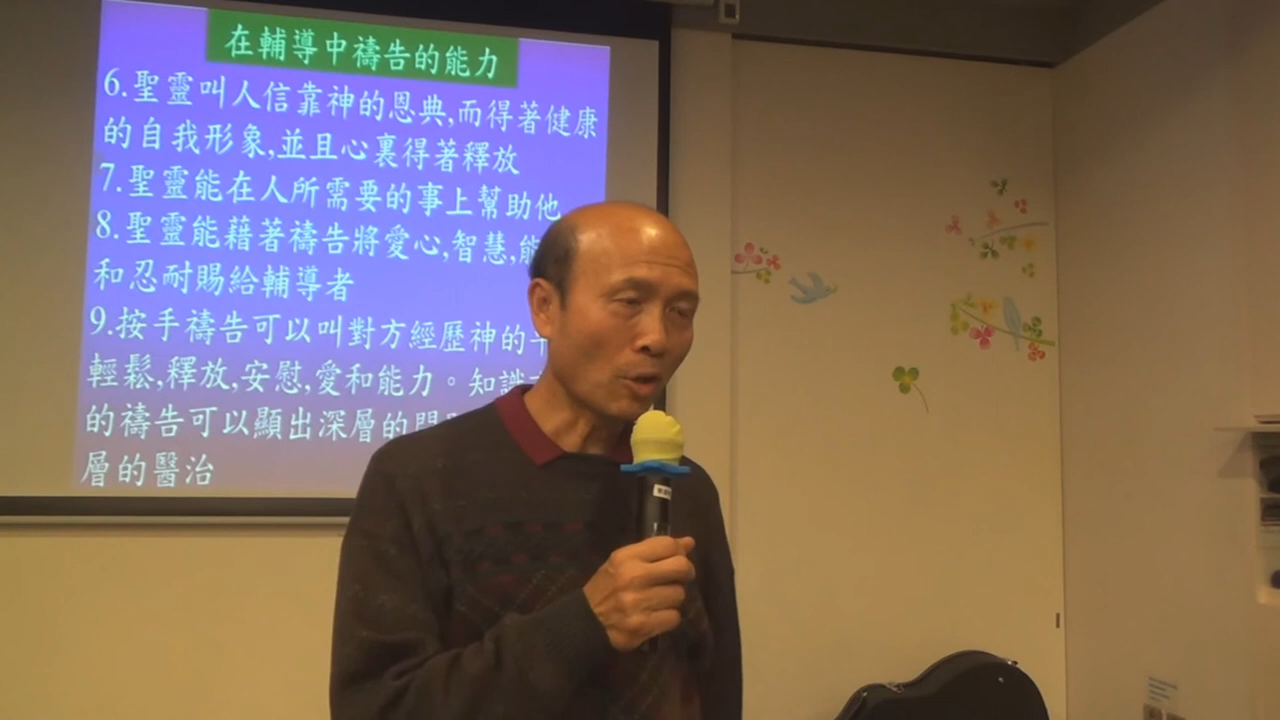 在輔導中禱告的能力
6.聖靈叫人信靠神的恩典,而得著健康
的自我形象,並且心裏得著釋放
7.聖靈能在人所需要的事上幫助他
8.聖靈能藉著禱告將愛心,智慧,能
和忍耐賜給輔導者
9.按手禱告可以叫對方經歷神的平
輕鬆,釋放,安慰,愛和能力。知識
的禱告可以顯出深層的問
層的醫治